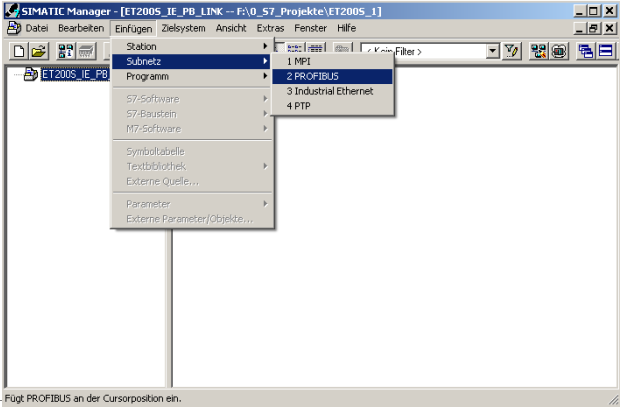 SIMATIC Manager - [ET200S_IE_PB_LINK -- F:\0_S7_Projekte\ET200S_1]
Datei Bearbeiten Einfügen Zielsystem Ansicht Extras Fenster Hilfe
< Kein Filter >
Station
Subnetz
Programm
S7-Software
S7-Baustein
M7-Software
Symboltabelle
Textbibliothek
Externe Quelle...
Parameter
Externe Parameter/Objekte...
1 MPI
2 PROFIBUS
3 Industrial Ethernet
4 PTP
ET200S_IE_PB
Fügt PROFIBUS an der Cursorposition ein.